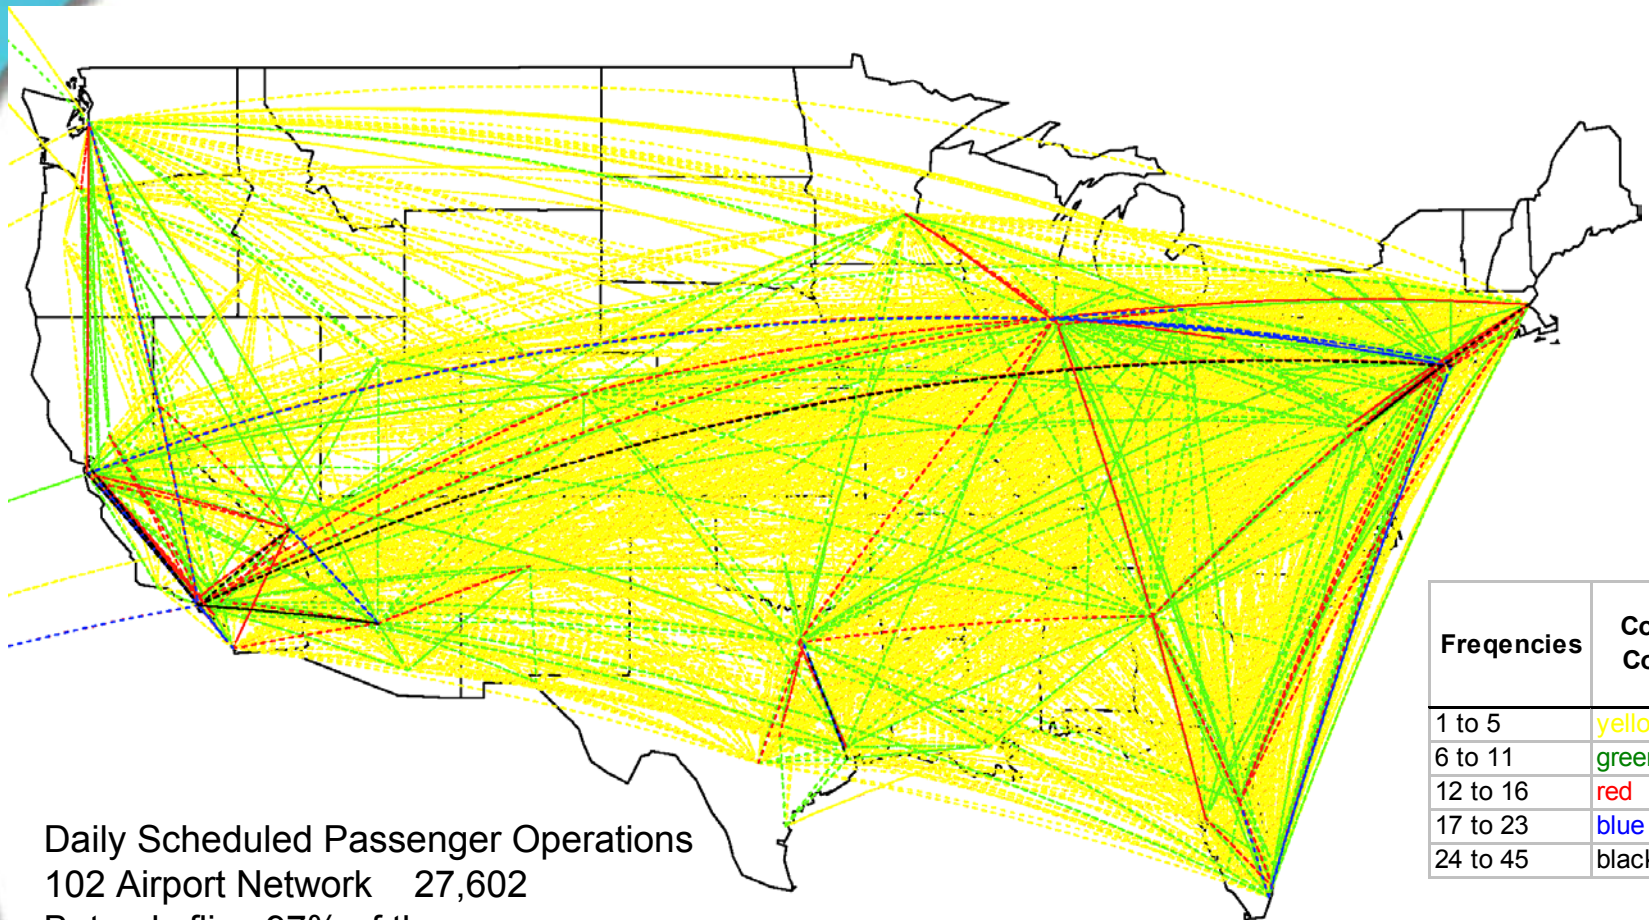 Freqencies
1 to 5
6 to 11
12 to 16 red
17 to 23 blue
24 to 45
Daily Scheduled Passenger Operations
102 Airport Network 27,602